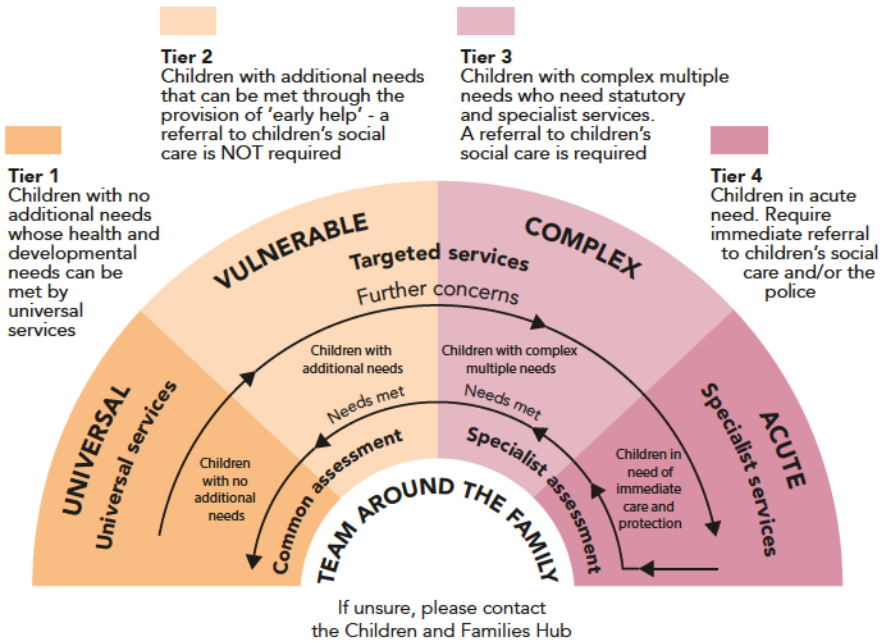 Tier 1
Children with no
additional needs
whose health and
developmental
needs can be
met by
universal
services
Tier 2
Children with additional needs
that can be met through the
provision of ‘early help’ - a
referral to children’s social
care is NOT required
Tier 3
Children with complex multiple
needs who need statutory
and specialist services.
A referral to children’s
social care is required
Tier 4
Children in acute
need. Require
immediate referral
to children’s social
care and/or the
police
UNIVERSAL
Universal services
VULNERABLE
COMPLEX
Targeted services
Further concerns
ACUTE
Specialist services
Children
with no
additional
needs
Children with
additional needs
Children with complex
multiple needs
Children in
need of
immediate
care and
protection
Needs met
Needs met
Common assessment
Specialist assessment
TEAM AROUND THE FAMILY
If unsure, please contact
the Children and Families Hub